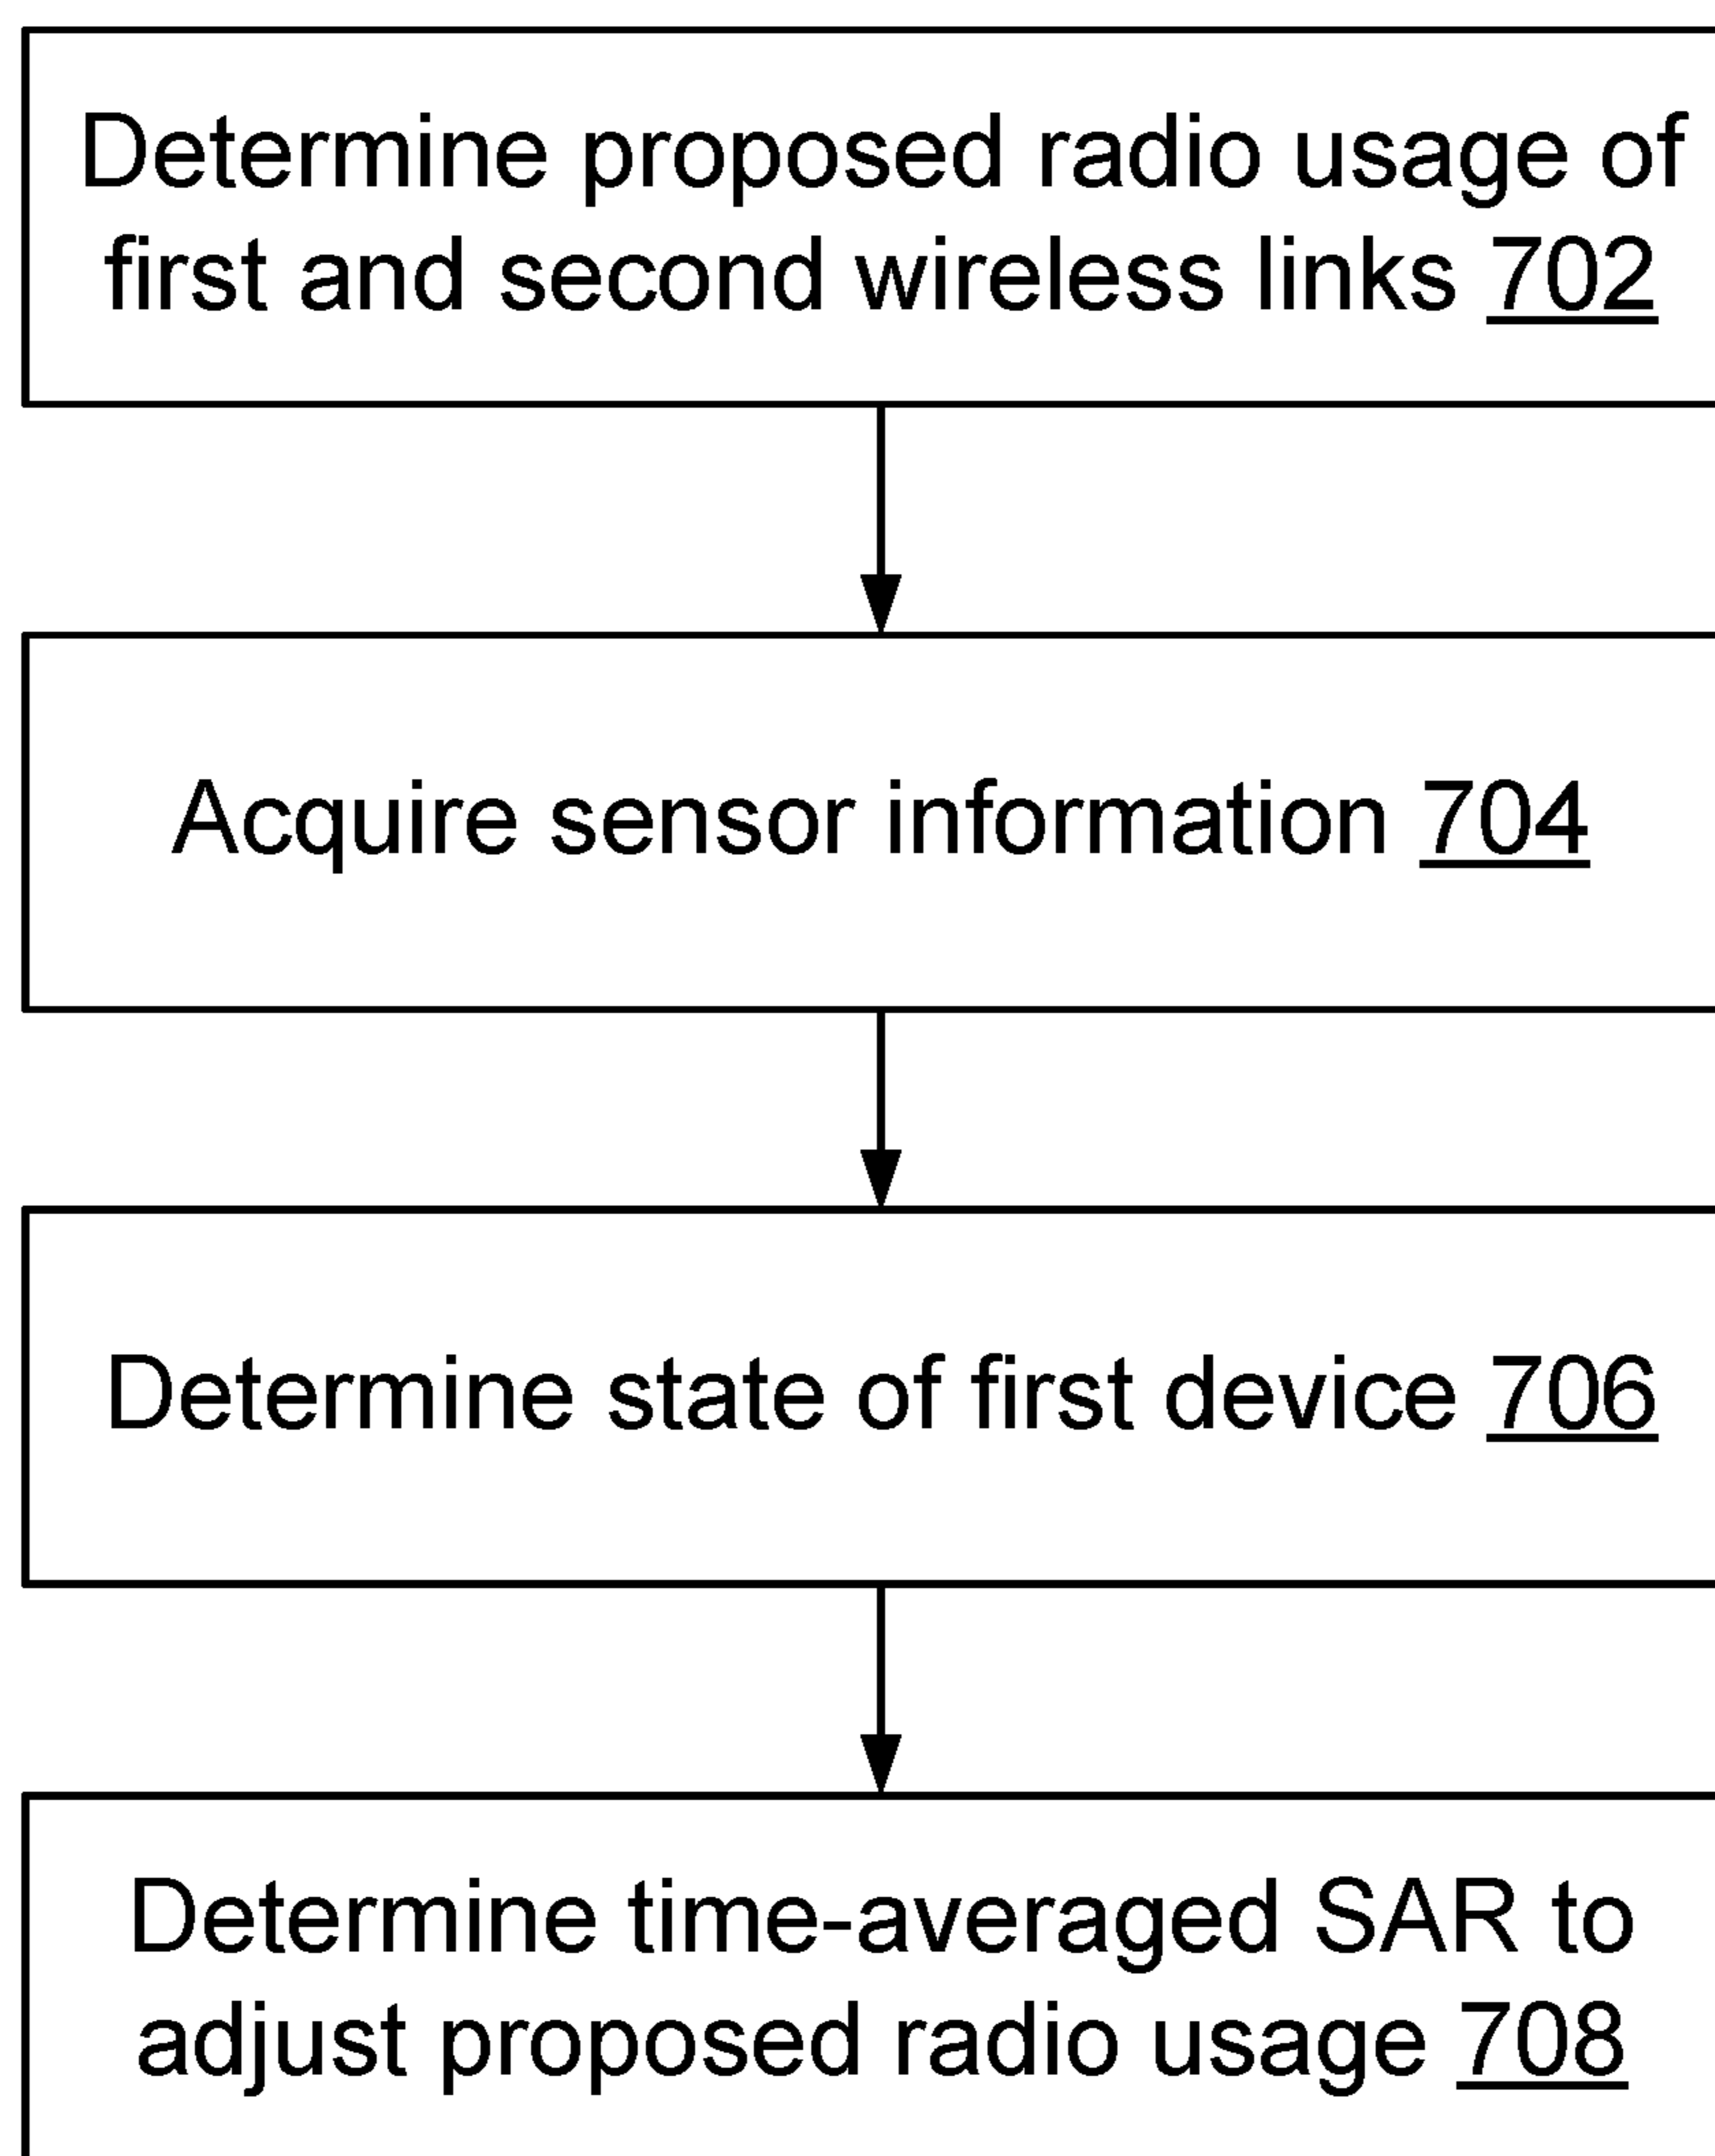 Determine proposed radio usage of
first and second wireless links 702
Acquire sensor information 704
Determine state of first device 706
Determine time-averaged SAR to
adjust proposed radio usage 708